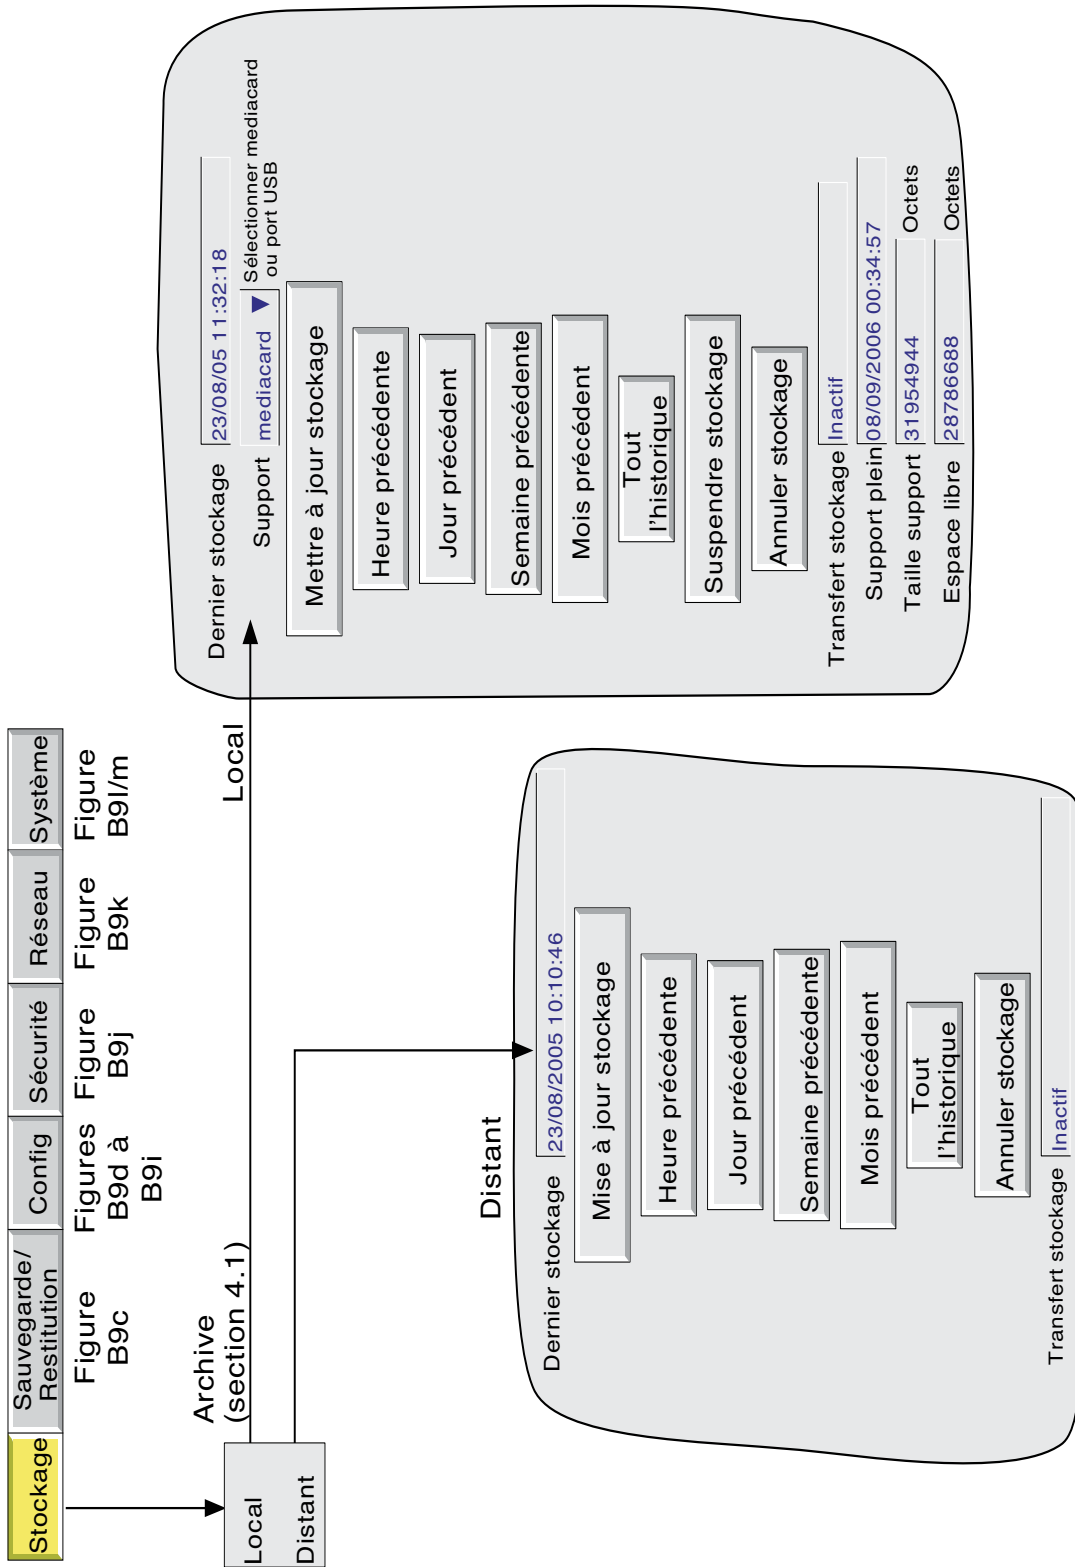 Stockage
Sauvegarde/
Restitution
Config
Sécurité
Réseau
Système
Figure
B9c
Figures
B9d à
B9i
Figure
B9j
Figure
B9k
Figure
B9l/m
Local
Distant
Archive
(section 4.1)
Local
Distant
Dernier stockage 23/08/2005 10:10:46
Mise à jour stockage
Heure précédente
Jour précédent
Semaine précédente
Mois précédent
Tout
l'historique
Annuler stockage
Transfert stockage Inactif
Dernier stockage 23/08/05 11:32:18
Support mediacard ▼ Sélectionner mediacard
ou port USB
Mettre à jour stockage
Heure précédente
Jour précédent
Semaine précédente
Mois précédent
Tout
l'historique
Suspendre stockage
Annuler stockage
Transfert stockage Inactif
Support plein 08/09/2006 00:34:57
Taille support 31954944 Octets
Espace libre 28786688 Octets